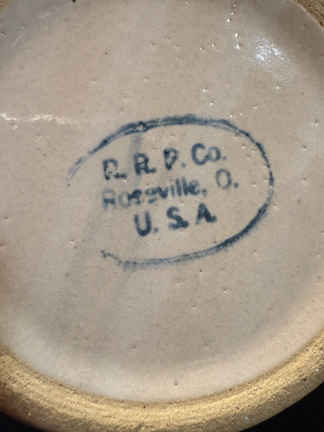 R. R. P. Co.
Roseville, O.
U. S. A.